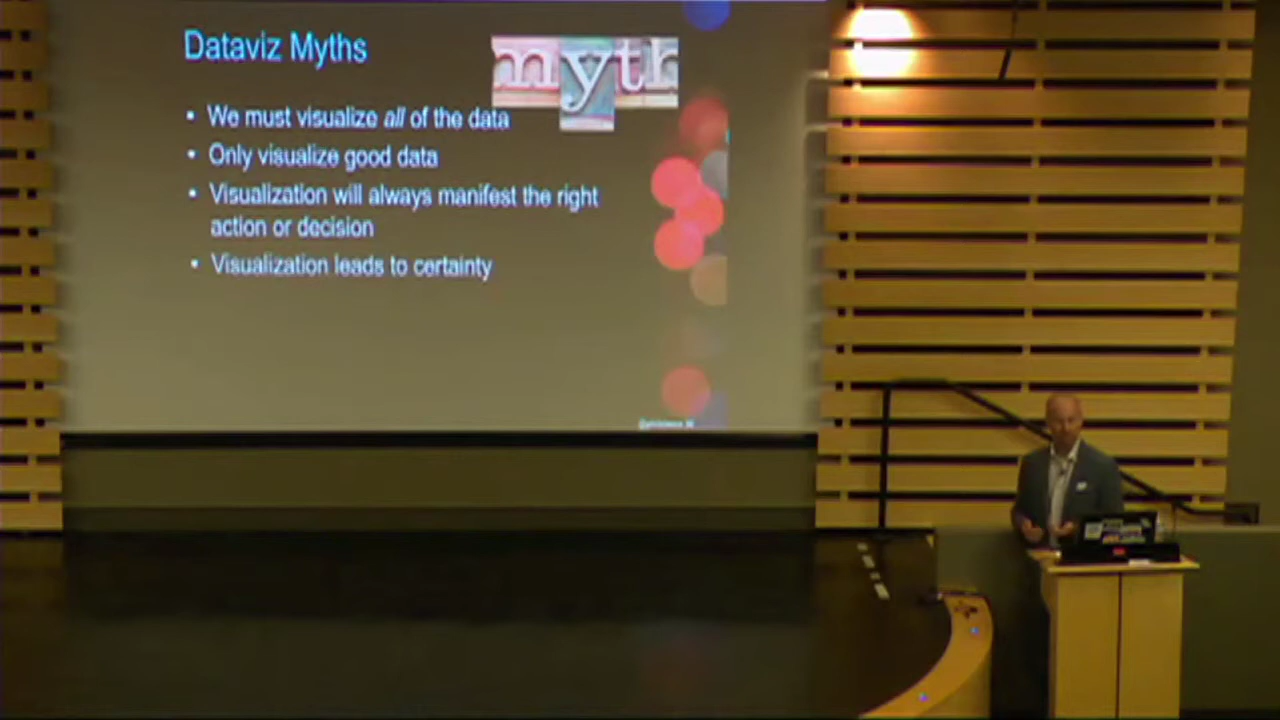 Dataviz Myths
myth
• We must visualize all of the data
• Only visualize good data
• Visualization will always manifest the right
action or decision
• Visualization leads to certainty